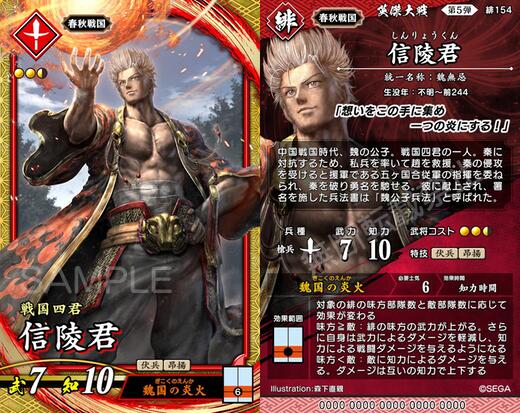 春秋戦国
SAMPLE
戦国四君
信陵君
伏兵 昂揚
武7 知10
ぎこくのえんか
魏国の炎火
6
緋
春秋戦国
英傑大戦
第5弾
緋154
しんりょうくん
信陵君
統一名称：魏無忌
生没年：不明～前244
「想いをこの手に集め
一つの炎にする！」
中国戦国時代、魏の公子。戦国四君の一人。秦に
対抗するため、私兵を率いて趙を救援。秦の侵攻
を受けると援軍である五ヶ国合従軍の指揮を委ね
られ、秦を破り勇名を馳せる。彼に献上され、署
名を施した兵法書は「魏公子兵法」と呼ばれた。
兵種 武力 知力 武将コスト
槍兵 7 10 特技 伏兵 昂揚
ぎこくのえんか 必要士気 効果時間
魏国の炎火 6 知力時間
効果範囲
対象の緋の味方部隊数と敵部隊数に応じて
効果が変わる
味方≧敵：緋の味方の武力が上がる。さら
に自身は武力によるダメージを軽減し、知
力による戦闘ダメージを与えるようになる
味方＜敵：敵に知力によるダメージを与え
る。ダメージは互いの知力で上下する
Illustration:森下直親
©SEGA
0000 0000 0000 0000 0000